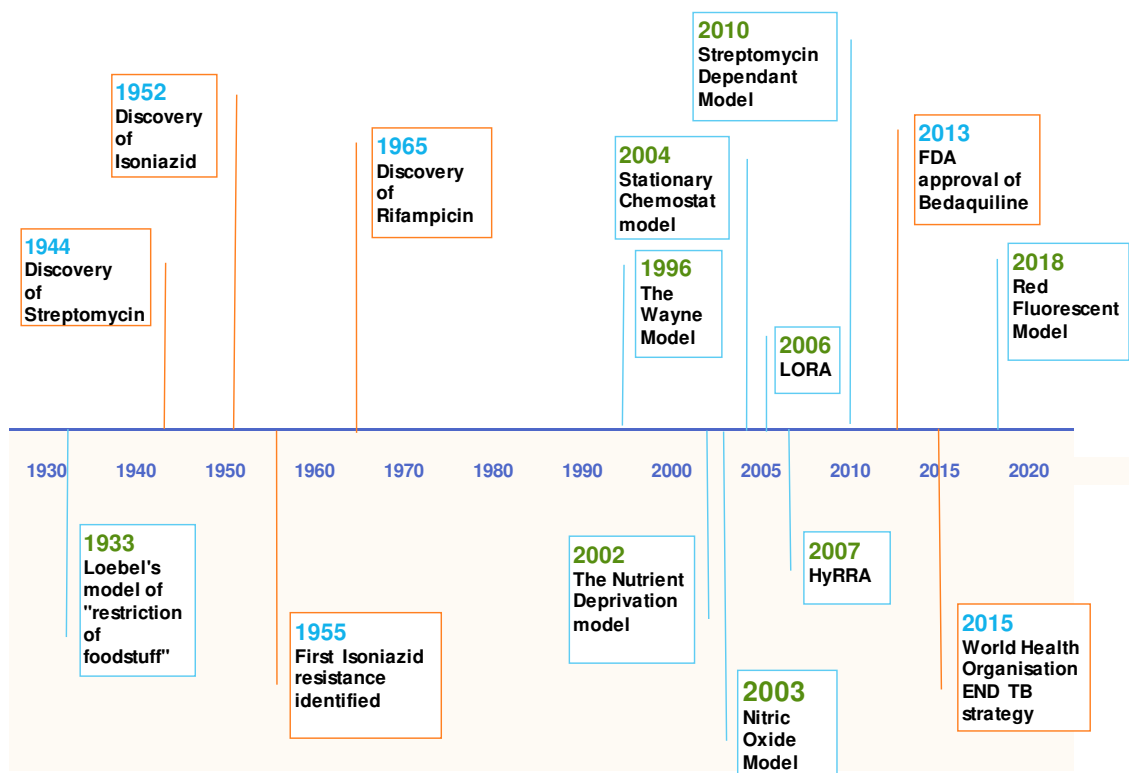 2010
Streptomycin
Dependant
Model
1952
Discovery
of
Isoniazid
1965
Discovery
of
Rifampicin
2004
Stationary
Chemostat
model
2013
FDA
approval of
Bedaquiline
1944
Discovery
of
Streptomycin
1996
The
Wayne
Model
2018
Red
Fluorescent
Model
2006
LORA
1930 1940 1950 1960 1970 1980 1990 2000 2005 2010 2015 2020
1933
Loebel's
model of
"restriction
of
foodstuff"
1955
First Isoniazid
resistance
identified
2002
The Nutrient
Deprivation
model
2003
Nitric
Oxide
Model
2007
HyRRA
2015
World Health
Organisation
END TB
strategy